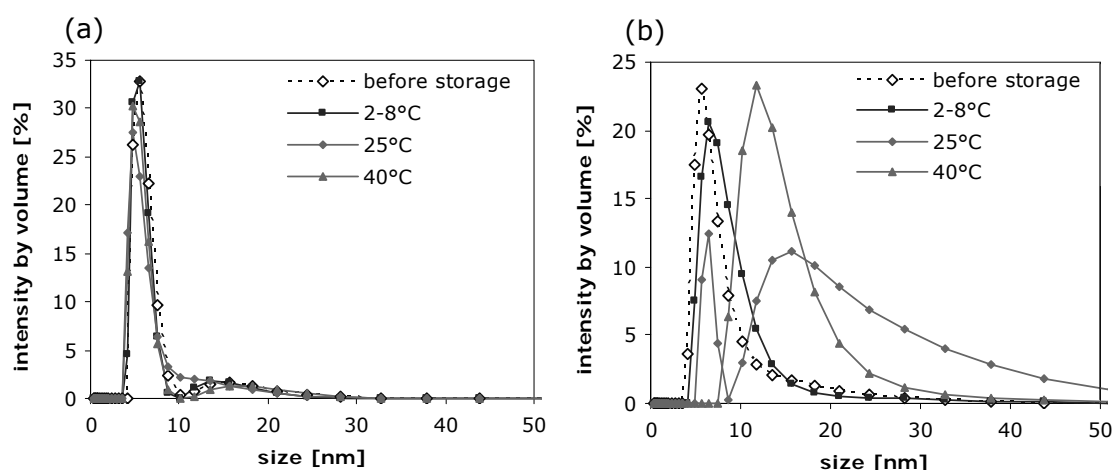 (a)
intensity by volume [%]
35
30
25
20
15
10
5
0
0 10 20 30 40 50
size [nm]
before storage
2-8°C
25°C
40°C
(b)
intensity by volume [%]
25
20
15
10
5
0
0 10 20 30 40 50
size [nm]
before storage
2-8°C
25°C
40°C